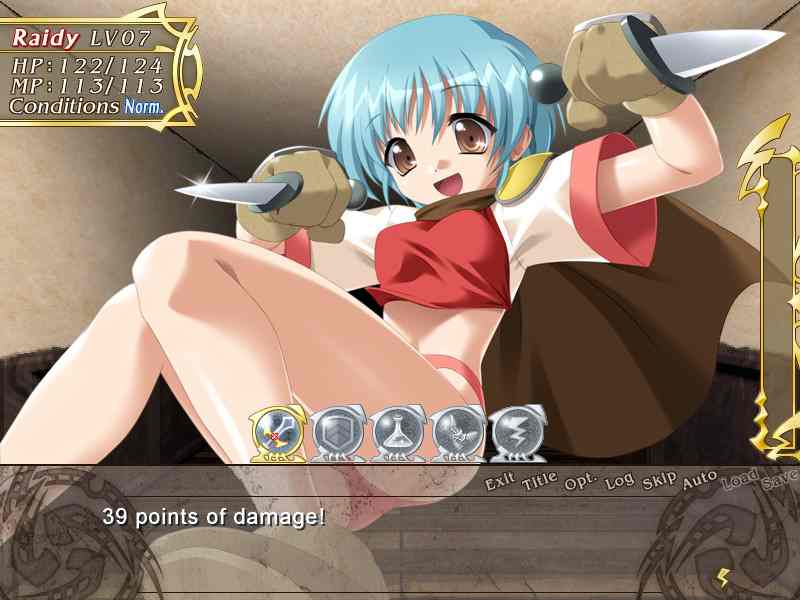 Raidy LV07
HP:122/124
MP:113/113
Conditions Norm.
Exit Title Opt. Log Skip Auto Load Save
39 points of damage!